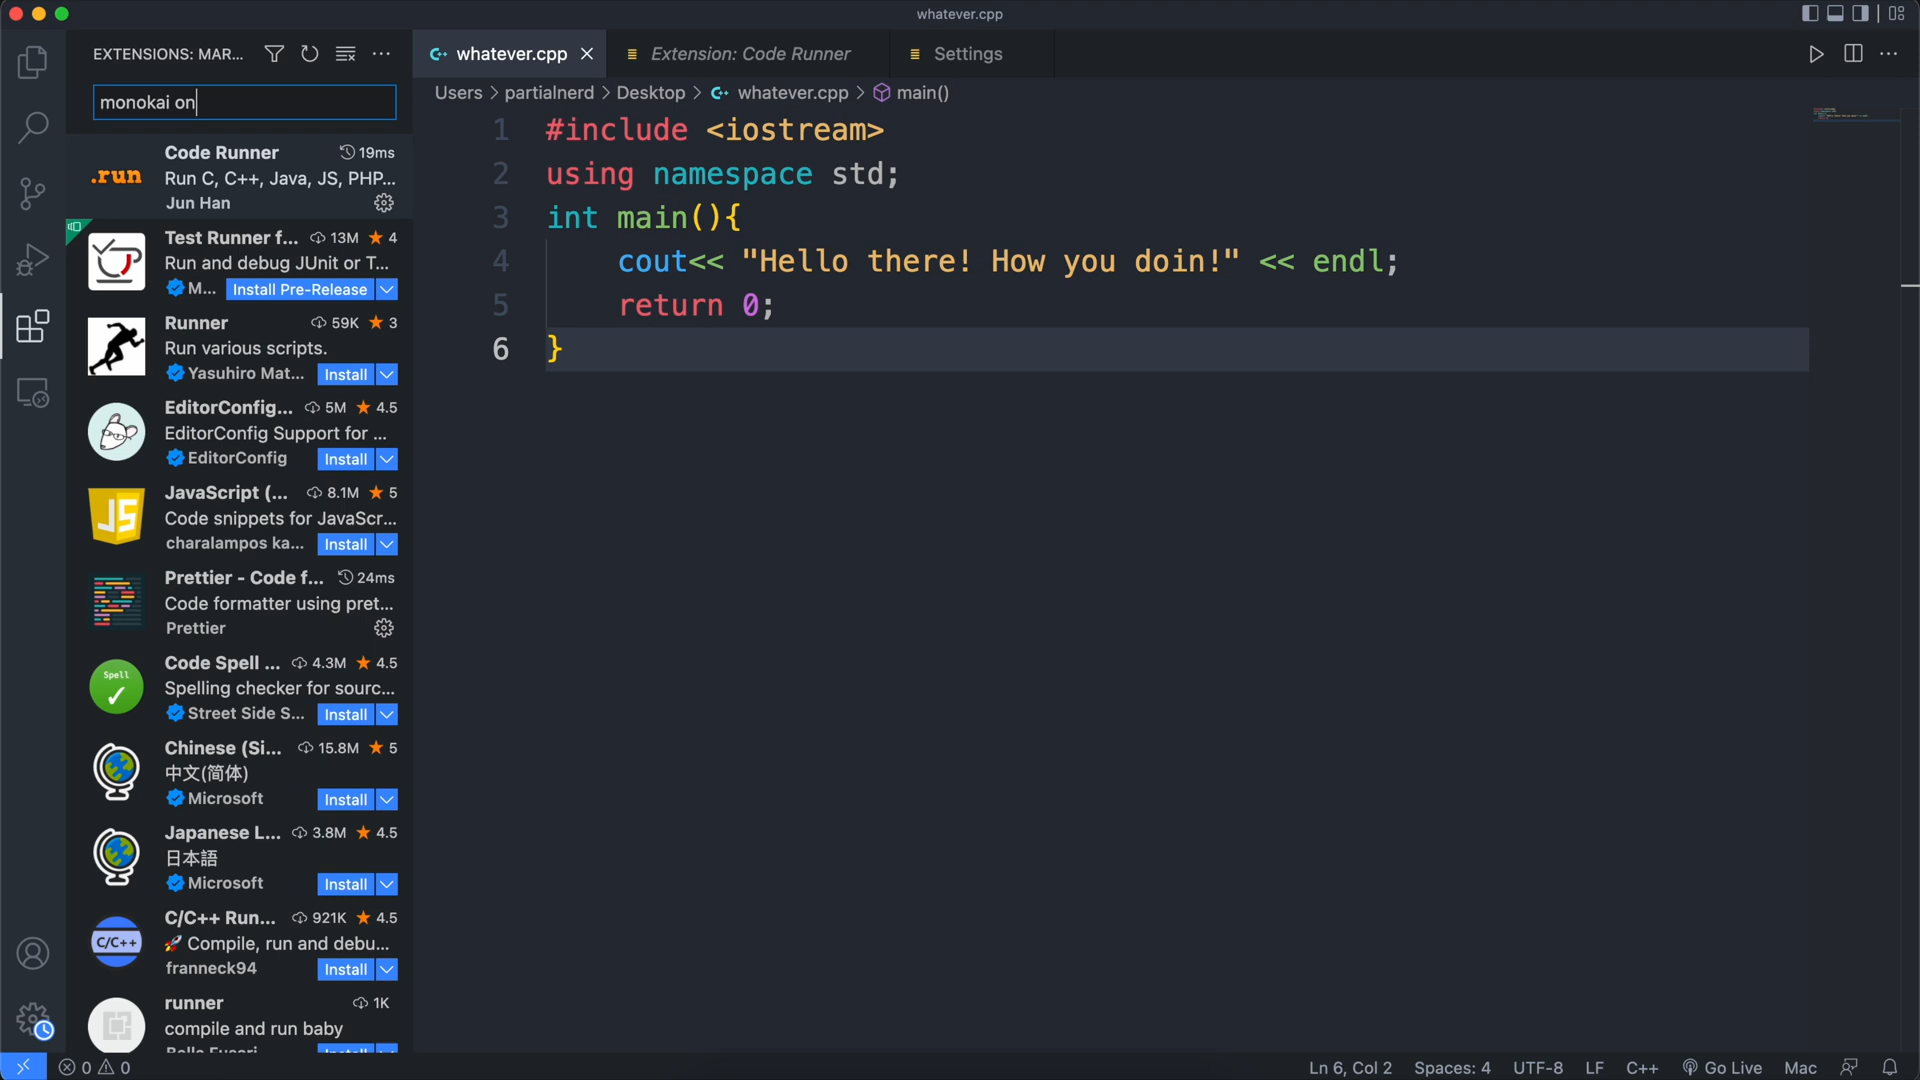 whatever.cpp
EXTENSIONS: MAR...
monokai on
Code Runner 19ms
.run
Run C, C++, Java, JS, PHP...
Jun Han
Test Runner f... 13M 4
Run and debug JUnit or T...
M... Install Pre-Release
Runner 59K 3
Run various scripts.
Yasuhiro Mat... Install
EditorConfig... 5M 4.5
EditorConfig Support for ...
EditorConfig Install
JavaScript (... 8.1M 5
JS
Code snippets for JavaScr...
charalampos ka... Install
Prettier - Code f... 24ms
Code formatter using pret...
Prettier
Code Spell ... 4.3M 4.5
Spell
Spelling checker for sourc...
Street Side S... Install
Chinese (Si... 15.8M 5
中文(简体)
Microsoft Install
Japanese L... 3.8M 4.5
日本語
Microsoft Install
C/C++ Run... 921K 4.5
C/C++
🚀 Compile, run and debu...
franneck94 Install
runner 1K
compile and run baby
whatever.cpp Extension: Code Runner Settings
Users > partialnerd > Desktop > whatever.cpp > main()
1 #include <iostream>
2 using namespace std;
3 int main(){
4 cout<< "Hello there! How you doin!" << endl;
5 return 0;
6 }
0 0 Ln 6, Col 2 Spaces: 4 UTF-8 LF C++ Go Live Mac